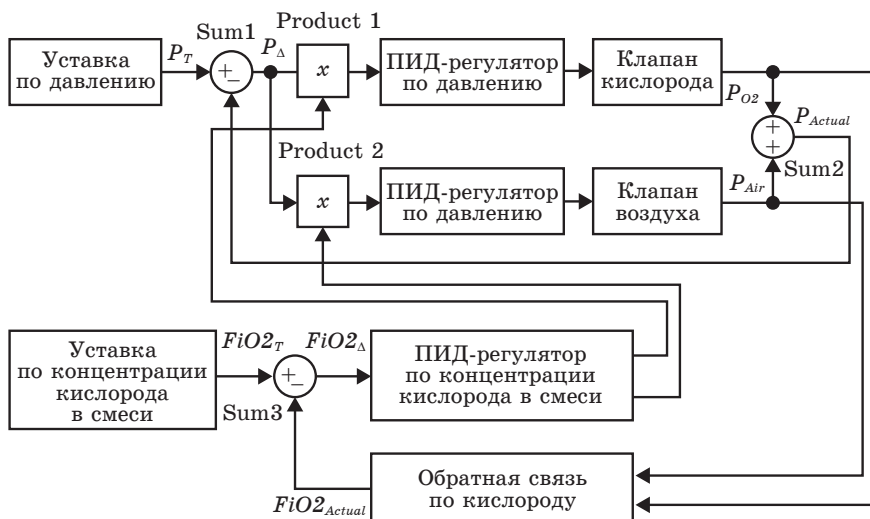 Product 1
Sum1
Уставка
по давлению
P_T
+
−
P_Δ
x
ПИД-регулятор
по давлению
Клапан
кислорода
P_O2
P_Actual
+
+
Sum2
Product 2
x
ПИД-регулятор
по давлению
Клапан
воздуха
P_Air
Уставка
по концентрации
кислорода
в смеси
FiO2_T
+
−
Sum3
FiO2_Δ
ПИД-регулятор
по концентрации
кислорода в смеси
FiO2_Actual
Обратная связь
по кислороду